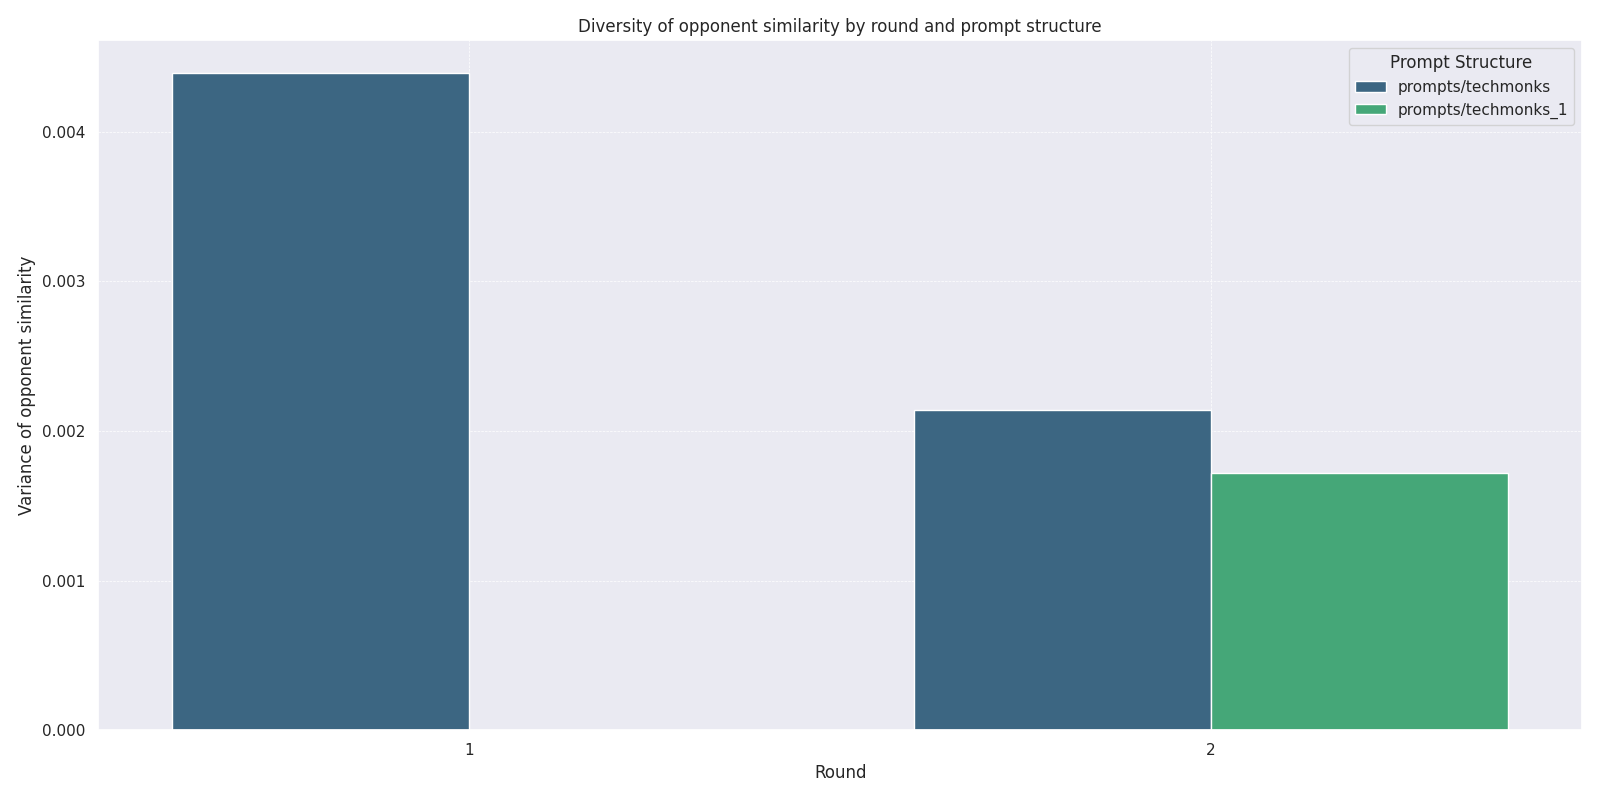 Diversity of opponent similarity by round and prompt structure
Prompt Structure
prompts/techmonks
prompts/techmonks_1
Variance of opponent similarity
0.004
0.003
0.002
0.001
0.000
1
2
Round